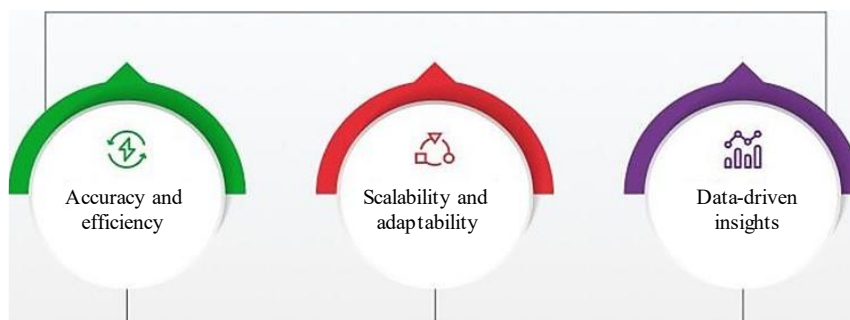 Accuracy and
efficiency
Scalability and
adaptability
Data-driven
insights